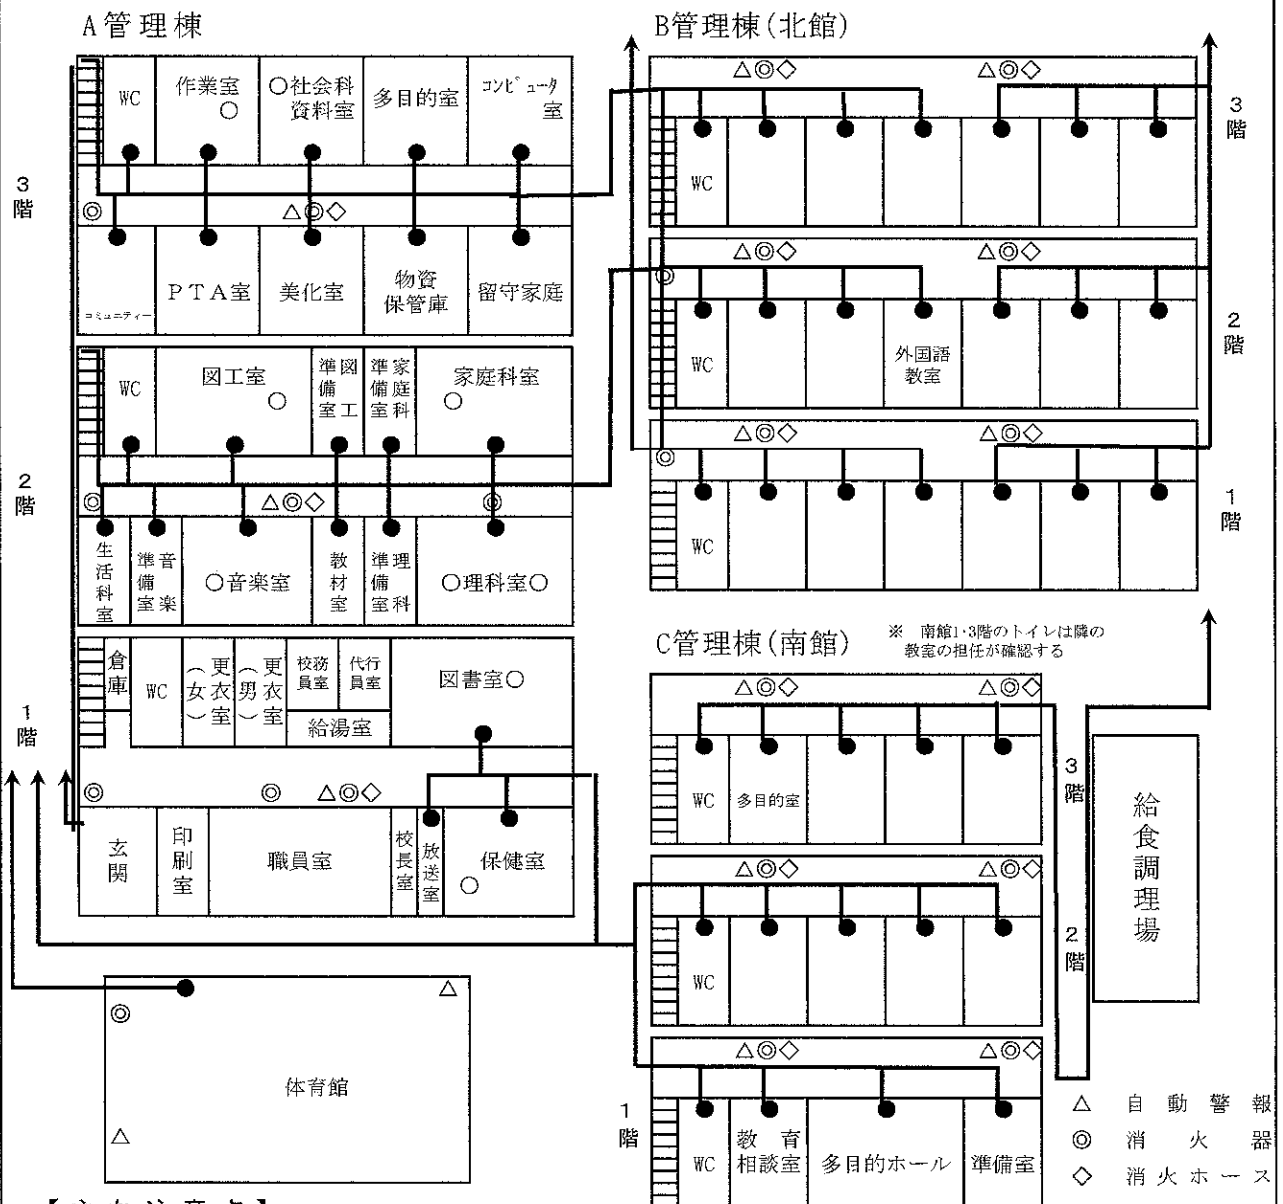 A管理棟
B管理棟(北館)
3階
WC
作業室
○
○社会科
資料室
多目的室
コンピュータ
室
◎
△◎◇
コミュニティー
PTA室
美化室
物資
保管庫
留守家庭
2階
WC
図工室
○
図工
準備室
家庭科
準備室
家庭科室
○
◎
△◎◇
◎
生活科室
音楽
準備室
○音楽室
教材室
理科
準備室
○理科室○
1階
倉庫
WC
更衣室
(女)
更衣室
(男)
校務
員室
代行
員室
給湯室
図書室○
◎
◎
△◎◇
玄関
印刷室
職員室
校長室
放送室
保健室
○
△
◎
体育館
△
△◎◇
△◎◇
3階
WC
△◎◇
△◎◇
◎
2階
WC
外国語
教室
△◎◇
△◎◇
◎
1階
WC
C管理棟(南館)
※ 南館1・3階のトイレは隣の
教室の担任が確認する
△◎◇
△◎◇
3階
WC
多目的室
給食調理場
△◎◇
△◎◇
2階
WC
△◎◇
△◎◇
1階
WC
教育
相談室
多目的ホール
準備室
△ 自動警報
◎ 消火器
◇ 消火ホース